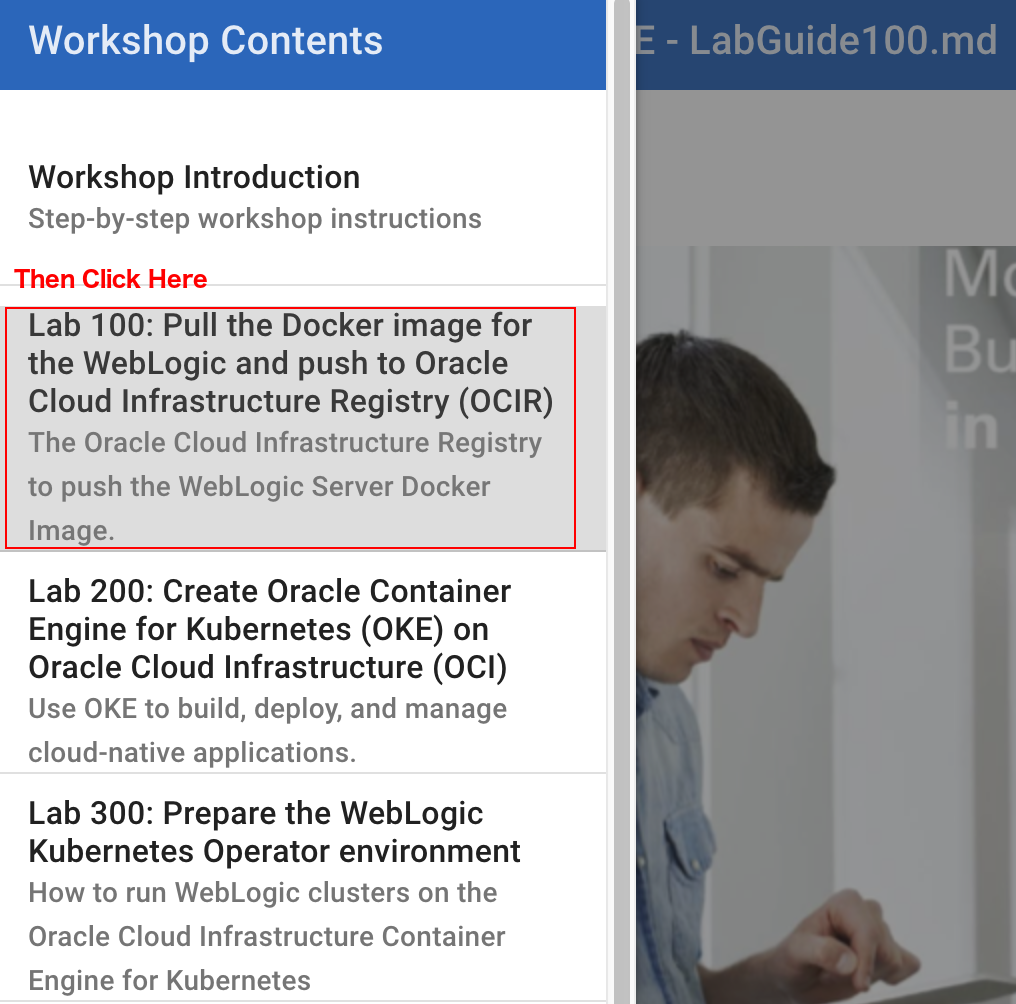 Workshop Contents
E - LabGuide100.md
Workshop Introduction
Step-by-step workshop instructions
Then Click Here
Lab 100: Pull the Docker image for
the WebLogic and push to Oracle
Cloud Infrastructure Registry (OCIR)
The Oracle Cloud Infrastructure Registry
to push the WebLogic Server Docker
Image.
Lab 200: Create Oracle Container
Engine for Kubernetes (OKE) on
Oracle Cloud Infrastructure (OCI)
Use OKE to build, deploy, and manage
cloud-native applications.
Lab 300: Prepare the WebLogic
Kubernetes Operator environment
How to run WebLogic clusters on the
Oracle Cloud Infrastructure Container
Engine for Kubernetes
Mo
Bu
in